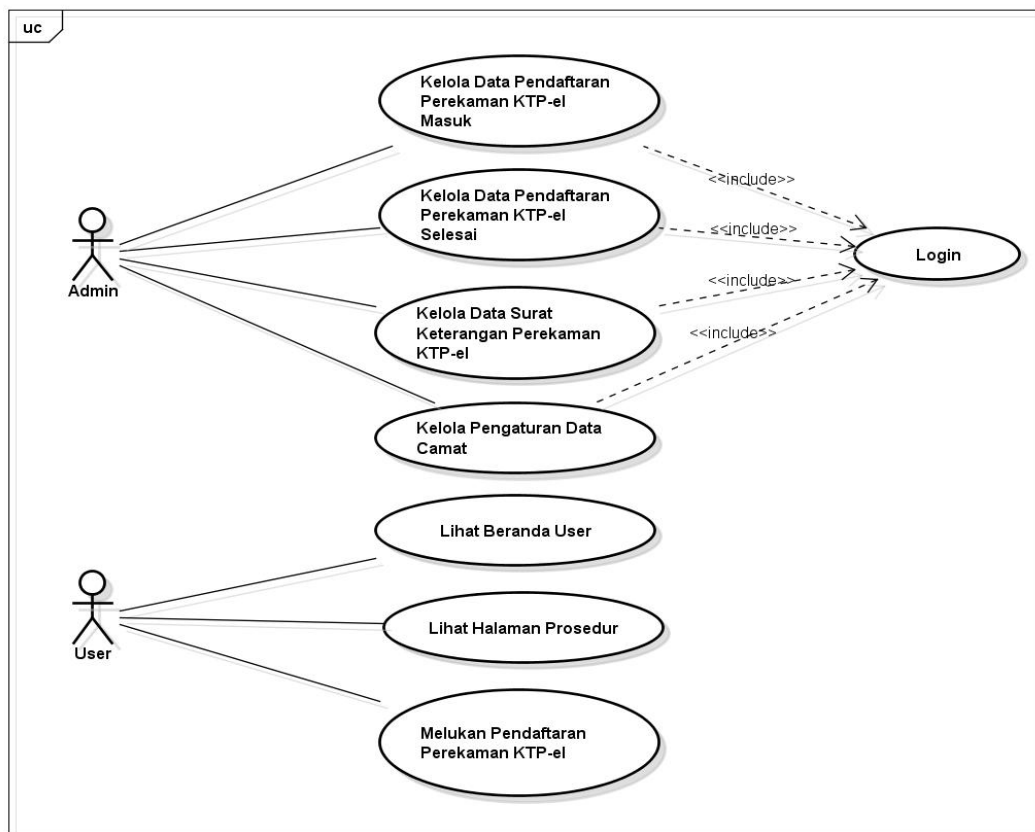 uc
Kelola Data Pendaftaran
Perekaman KTP-el
Masuk
<<include>>
Kelola Data Pendaftaran
Perekaman KTP-el
Selesai
<<include>>
Login
Admin
<<include>>
Kelola Data Surat
Keterangan Perekaman
KTP-el
<<include>>
Kelola Pengaturan Data
Camat
Lihat Beranda User
Lihat Halaman Prosedur
User
Melukan Pendaftaran
Perekaman KTP-el